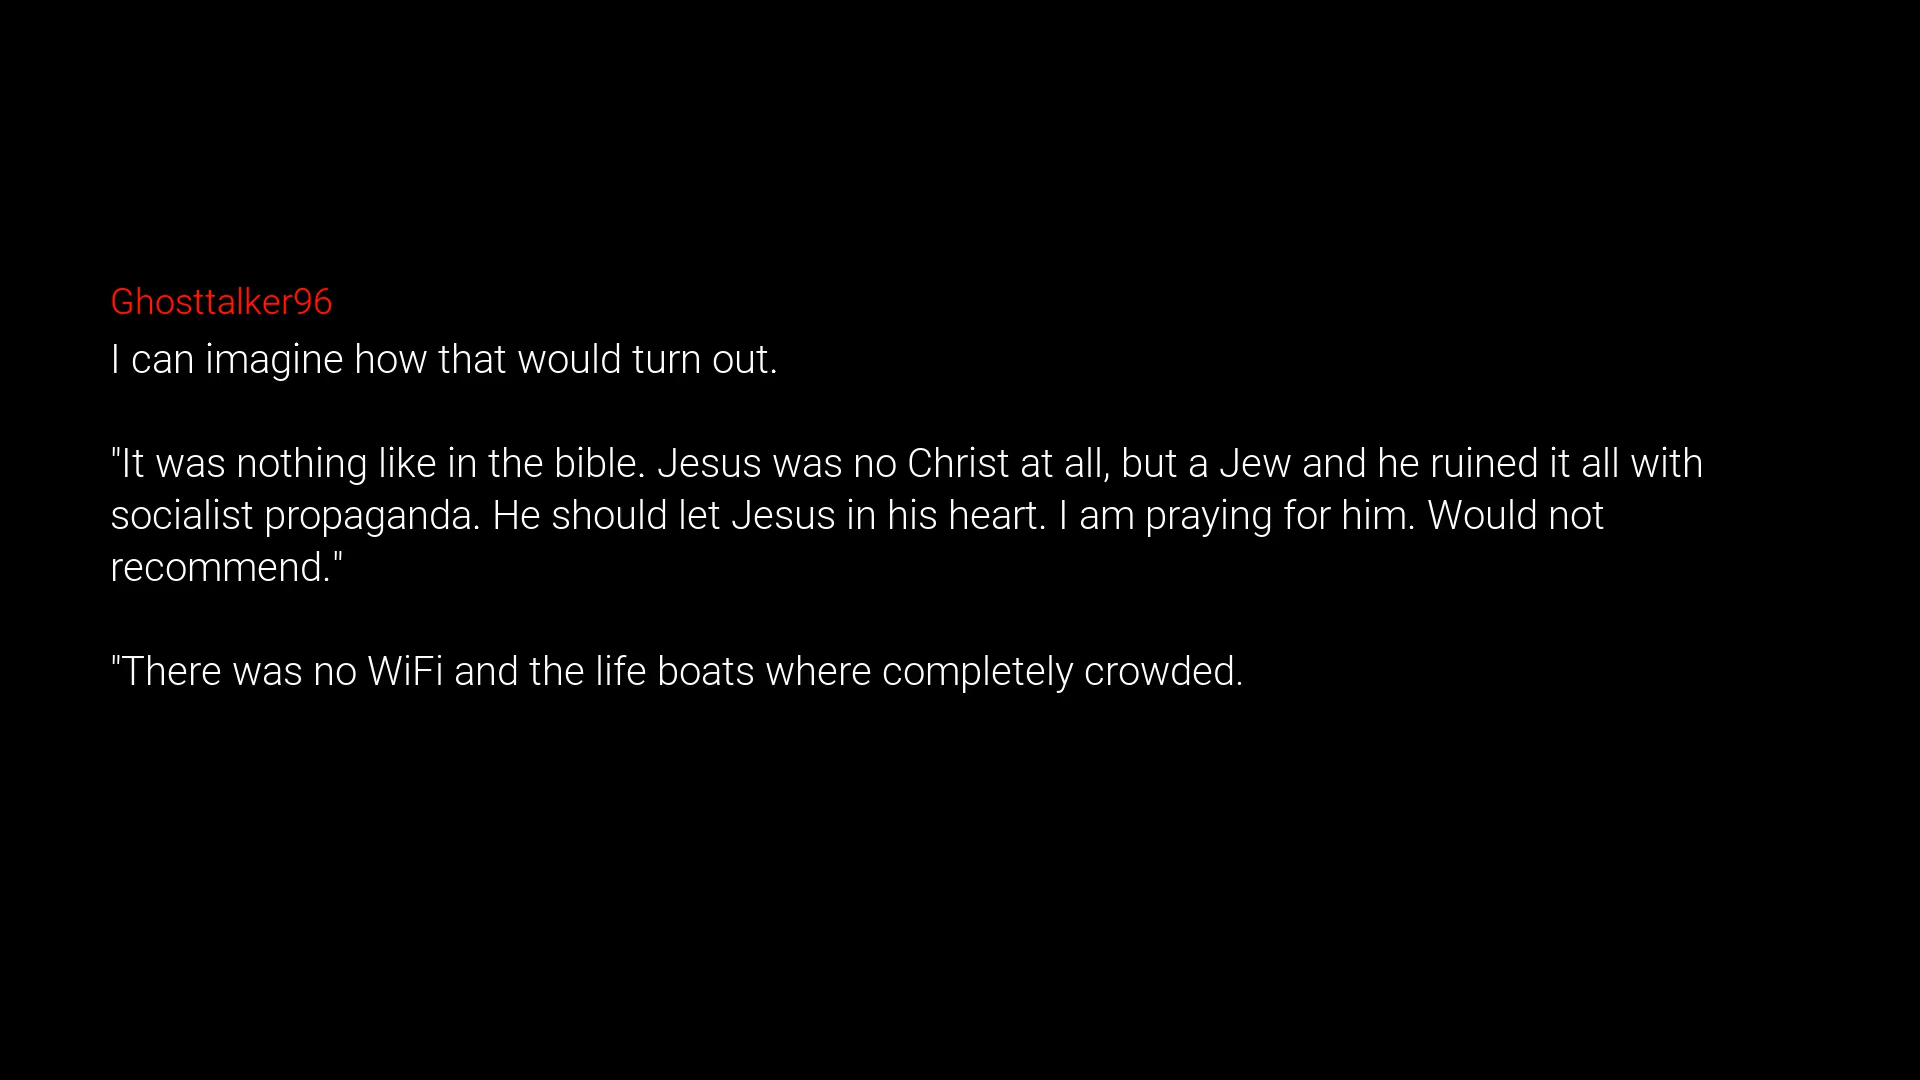 Ghosttalker96
I can imagine how that would turn out.
"It was nothing like in the bible. Jesus was no Christ at all, but a Jew and he ruined it all with
socialist propaganda. He should let Jesus in his heart. I am praying for him. Would not
recommend."
"There was no WiFi and the life boats where completely crowded.